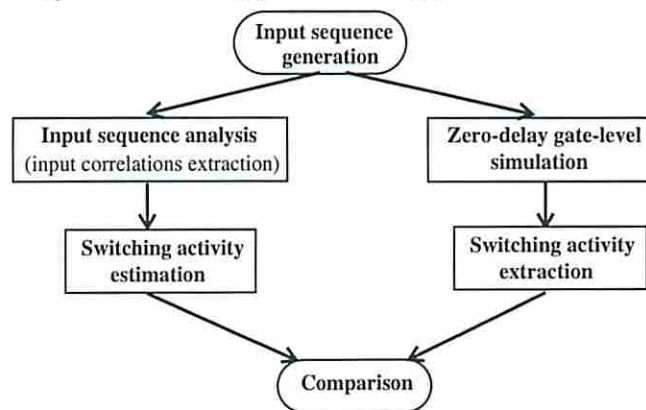 Input sequence
generation
Input sequence analysis
(input correlations extraction)
Zero-delay gate-level
simulation
Switching activity
estimation
Switching activity
extraction
Comparison